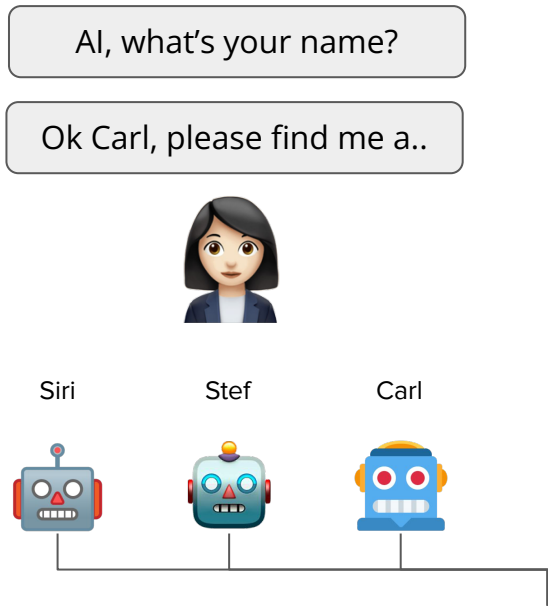 AI, what’s your name?
Ok Carl, please find me a..
Siri Stef Carl